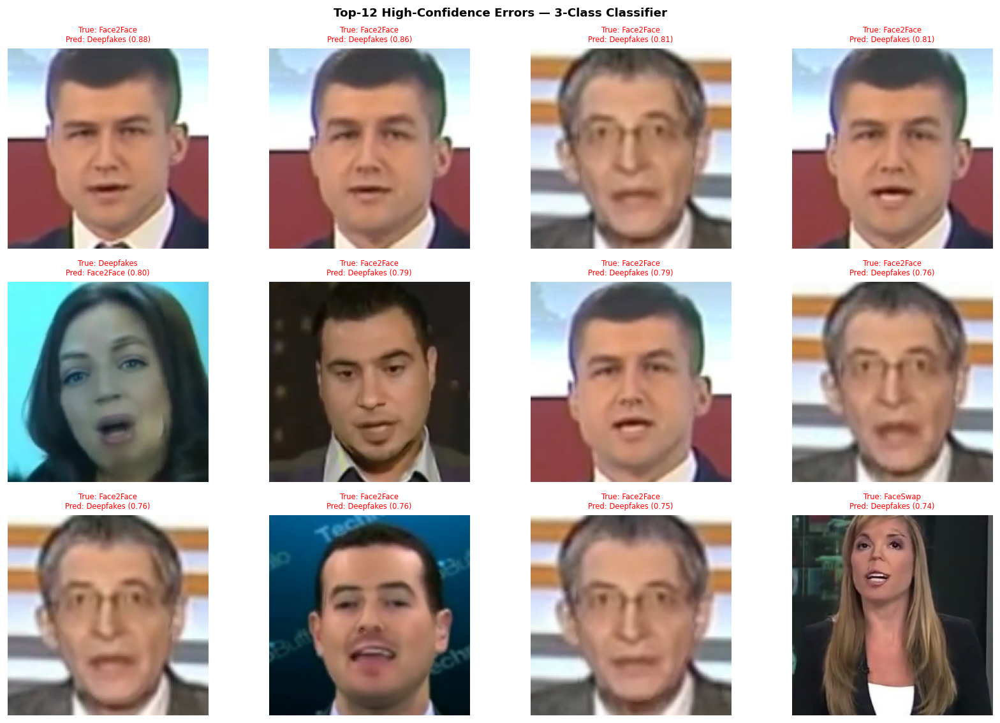 Top-12 High-Confidence Errors — 3-Class Classifier
True: Face2Face
Pred: Deepfakes (0.88)
True: Face2Face
Pred: Deepfakes (0.86)
True: Face2Face
Pred: Deepfakes (0.81)
True: Face2Face
Pred: Deepfakes (0.81)
True: Deepfakes
Pred: Face2Face (0.80)
True: Face2Face
Pred: Deepfakes (0.79)
True: Face2Face
Pred: Deepfakes (0.79)
True: Face2Face
Pred: Deepfakes (0.76)
True: Face2Face
Pred: Deepfakes (0.76)
True: Face2Face
Pred: Deepfakes (0.76)
True: Face2Face
Pred: Deepfakes (0.75)
True: FaceSwap
Pred: Deepfakes (0.74)